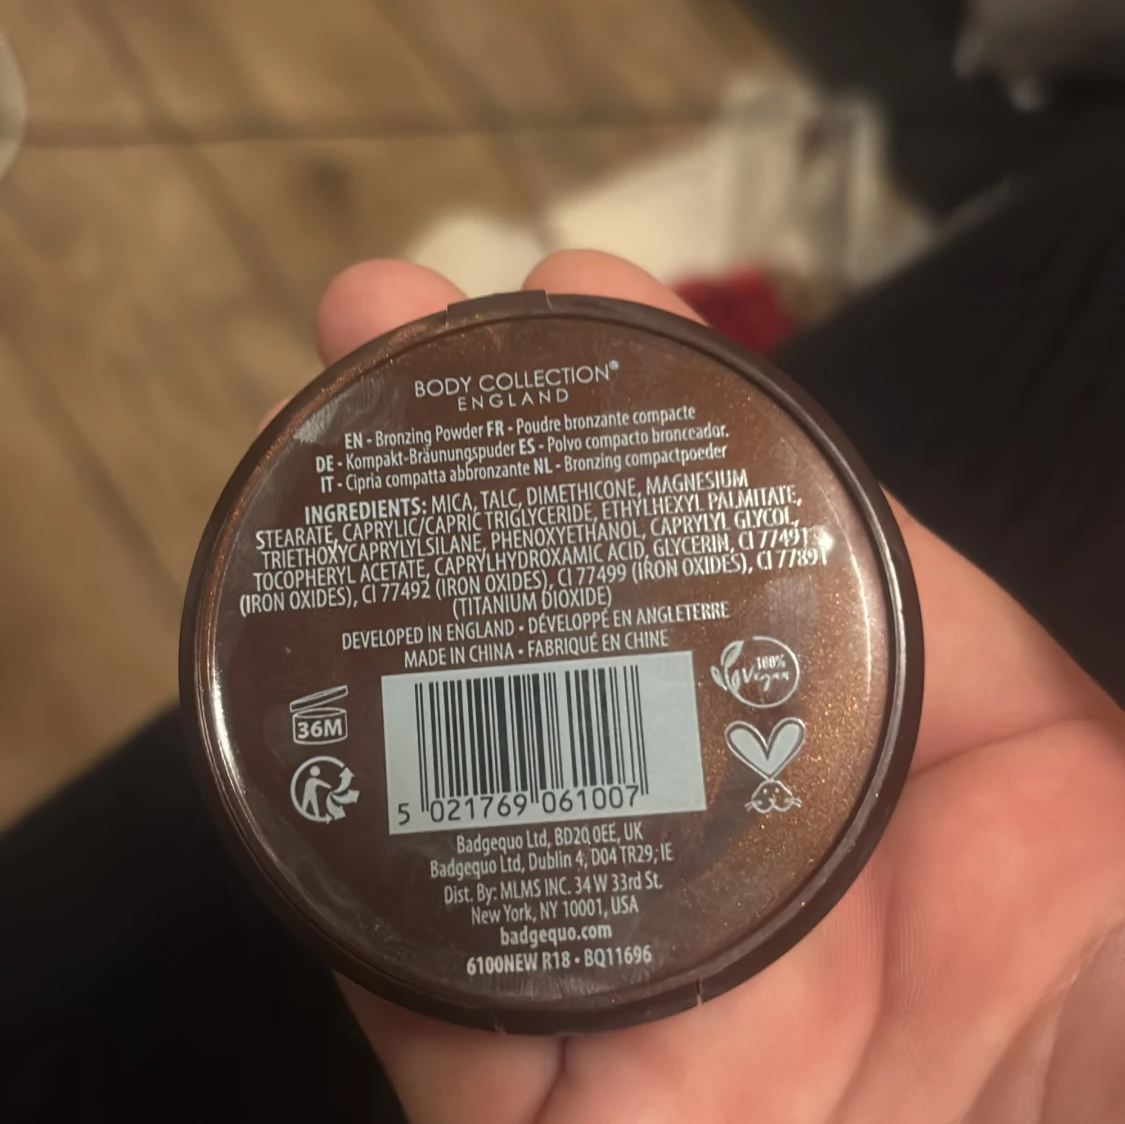 BODY COLLECTION®
ENGLAND
EN - Bronzing Powder FR - Poudre bronzante compacte
DE - Kompakt-Bräunungspuder ES - Polvo compacto bronceador.
IT - Cipria compatta abbronzante NL - Bronzing compactpoeder
INGREDIENTS: MICA, TALC, DIMETHICONE, MAGNESIUM
STEARATE, CAPRYLIC/CAPRIC TRIGLYCERIDE, ETHYLHEXYL PALMITATE,
TRIETHOXYCAPRYLYLSILANE, PHENOXYETHANOL, CAPRYLYL GLYCOL,
TOCOPHERYL ACETATE, CAPRYLHYDROXAMIC ACID, GLYCERIN, CI 77491
(IRON OXIDES), CI 77492 (IRON OXIDES), CI 77499 (IRON OXIDES), CI 77891
(TITANIUM DIOXIDE)
DEVELOPED IN ENGLAND • DÉVELOPPÉ EN ANGLETERRE
MADE IN CHINA • FABRIQUÉ EN CHINE
100%
Vegan
36M
5 021769 061007
Badgequo Ltd, BD20 0EE, UK
Badgequo Ltd, Dublin 4, D04 TR29, IE
Dist. By: MLMS INC. 34 W 33rd St.
New York, NY 10001, USA
badgequo.com
6100NEW R18 • BQ11696